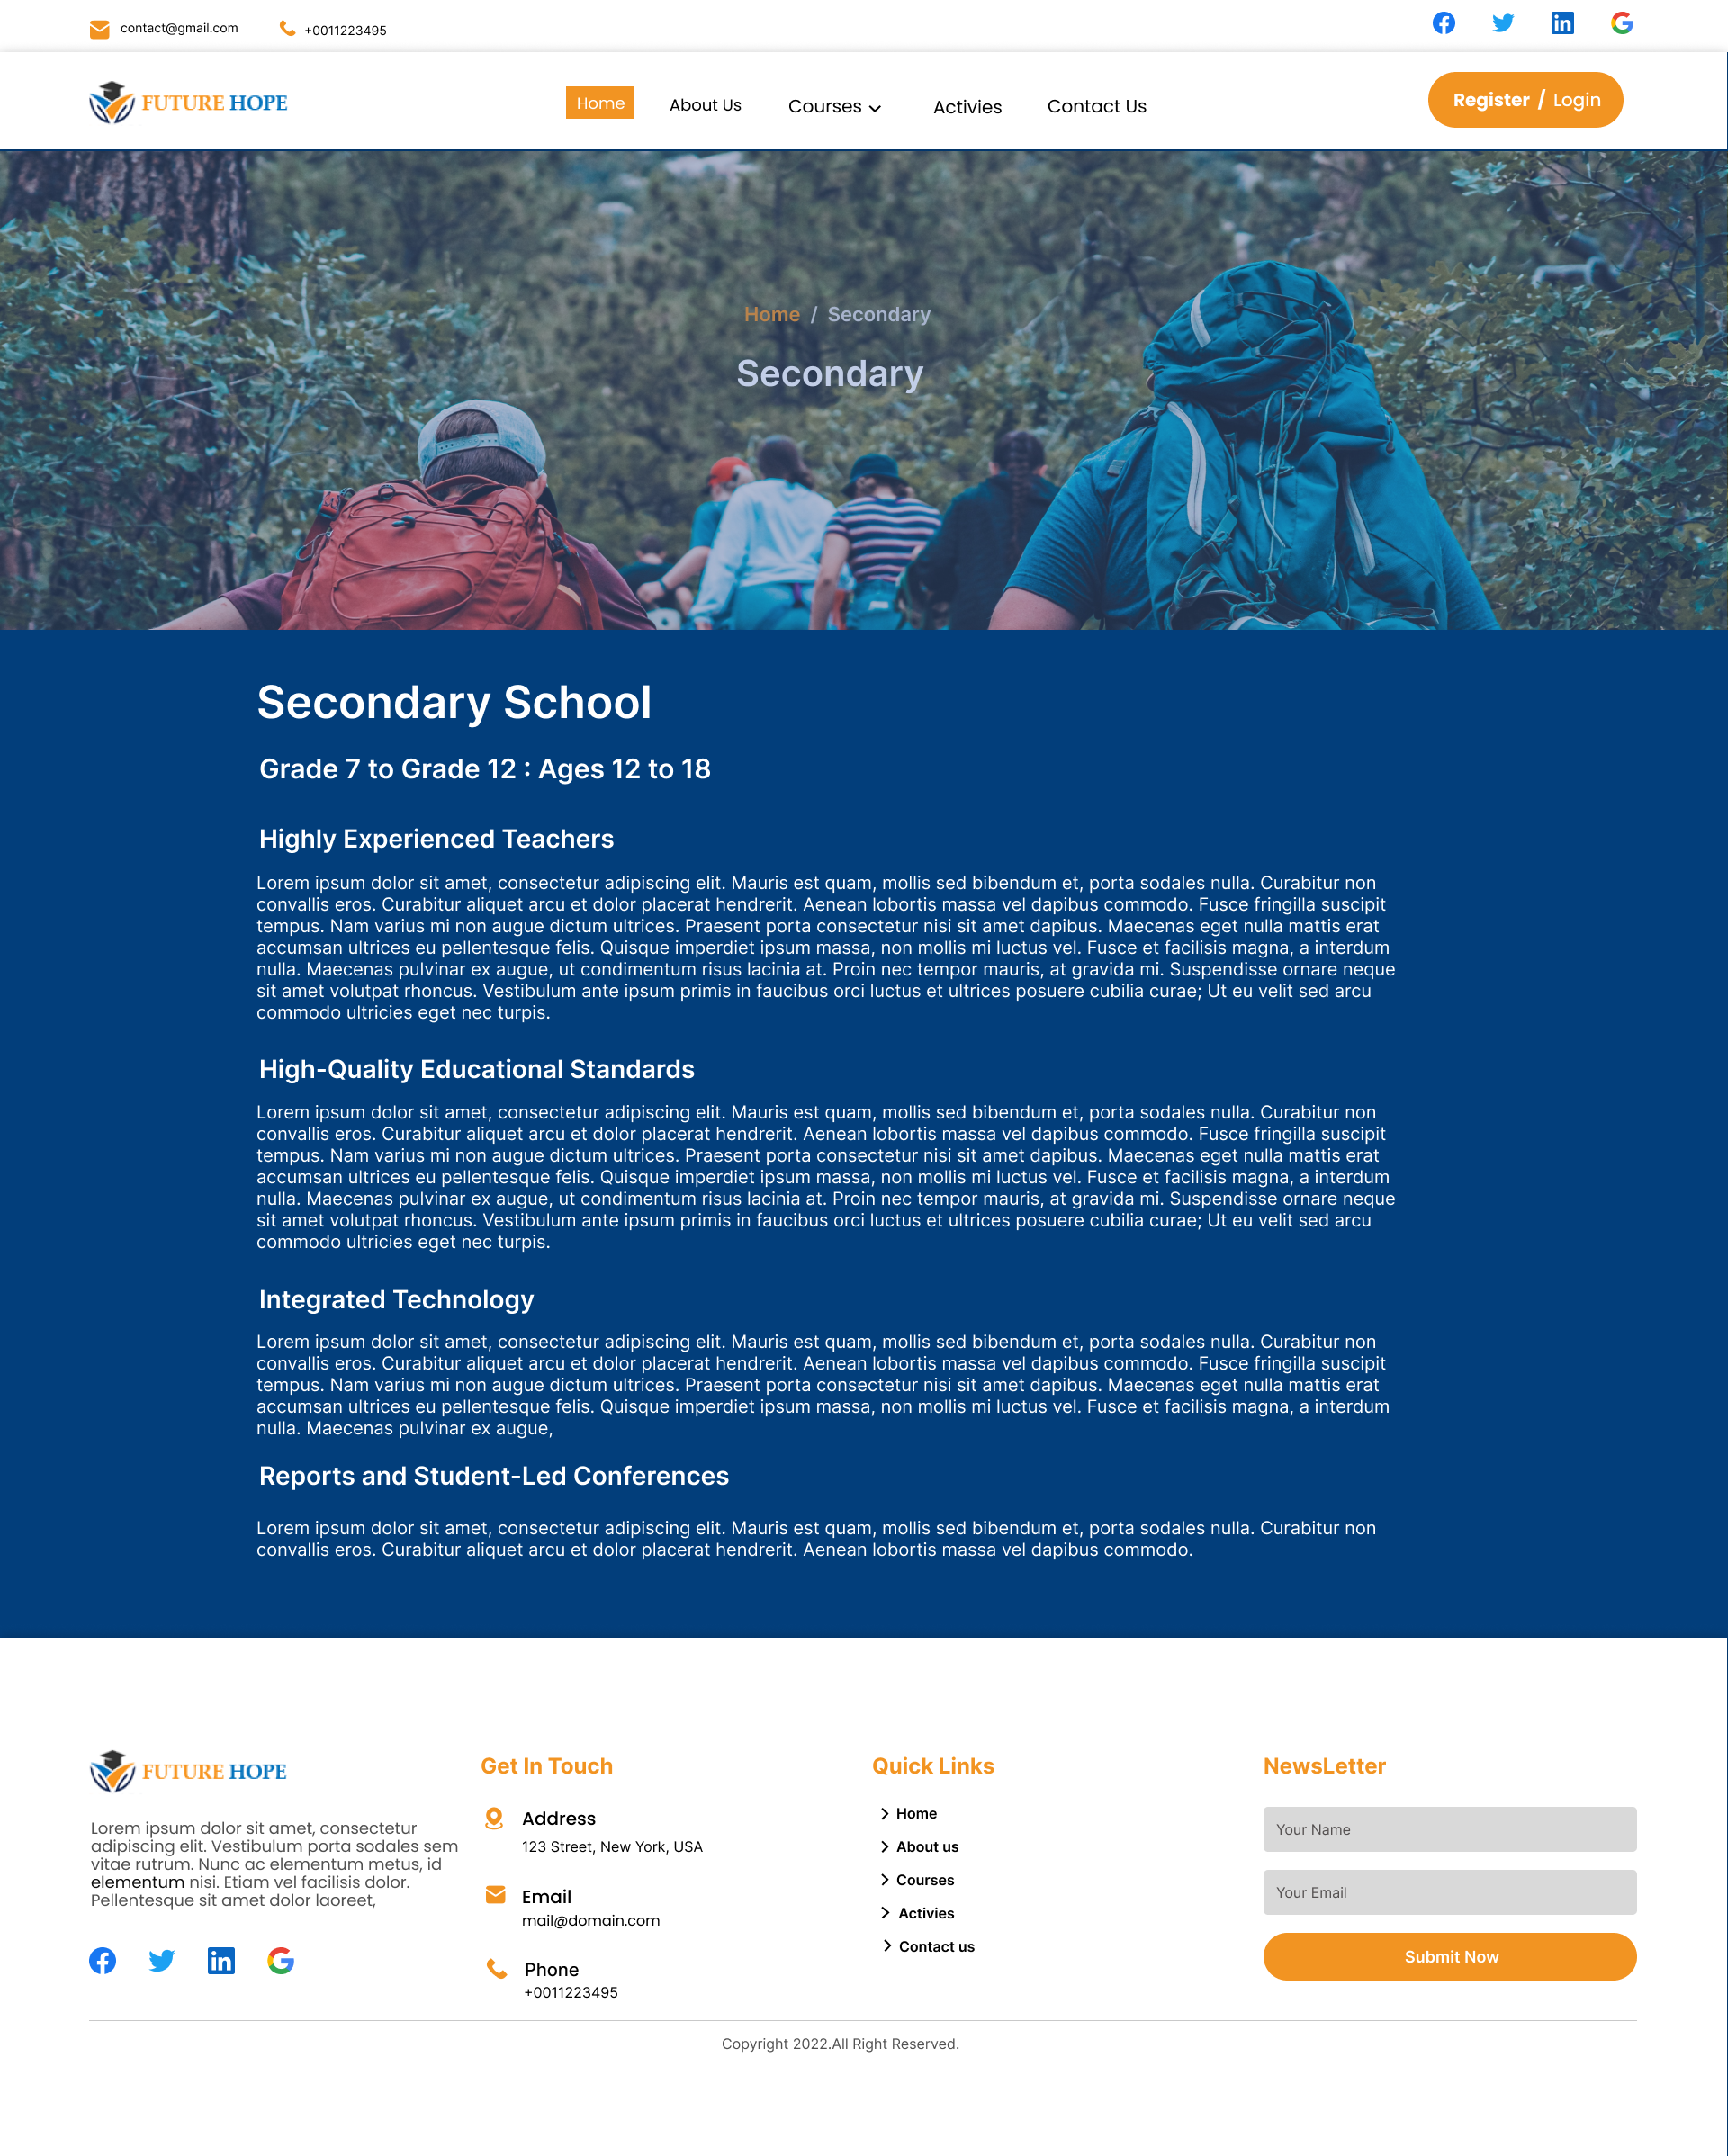 contact@gmail.com
+0011223495
FUTURE HOPE
Home
About Us
Courses
Activies
Contact Us
Register / Login
Home / Secondary
Secondary
Secondary School
Grade 7 to Grade 12 : Ages 12 to 18
Highly Experienced Teachers
Lorem ipsum dolor sit amet, consectetur adipiscing elit. Mauris est quam, mollis sed bibendum et, porta sodales nulla. Curabitur non
convallis eros. Curabitur aliquet arcu et dolor placerat hendrerit. Aenean lobortis massa vel dapibus commodo. Fusce fringilla suscipit
tempus. Nam varius mi non augue dictum ultrices. Praesent porta consectetur nisi sit amet dapibus. Maecenas eget nulla mattis erat
accumsan ultrices eu pellentesque felis. Quisque imperdiet ipsum massa, non mollis mi luctus vel. Fusce et facilisis magna, a interdum
nulla. Maecenas pulvinar ex augue, ut condimentum risus lacinia at. Proin nec tempor mauris, at gravida mi. Suspendisse ornare neque
sit amet volutpat rhoncus. Vestibulum ante ipsum primis in faucibus orci luctus et ultrices posuere cubilia curae; Ut eu velit sed arcu
commodo ultricies eget nec turpis.
High-Quality Educational Standards
Lorem ipsum dolor sit amet, consectetur adipiscing elit. Mauris est quam, mollis sed bibendum et, porta sodales nulla. Curabitur non
convallis eros. Curabitur aliquet arcu et dolor placerat hendrerit. Aenean lobortis massa vel dapibus commodo. Fusce fringilla suscipit
tempus. Nam varius mi non augue dictum ultrices. Praesent porta consectetur nisi sit amet dapibus. Maecenas eget nulla mattis erat
accumsan ultrices eu pellentesque felis. Quisque imperdiet ipsum massa, non mollis mi luctus vel. Fusce et facilisis magna, a interdum
nulla. Maecenas pulvinar ex augue, ut condimentum risus lacinia at. Proin nec tempor mauris, at gravida mi. Suspendisse ornare neque
sit amet volutpat rhoncus. Vestibulum ante ipsum primis in faucibus orci luctus et ultrices posuere cubilia curae; Ut eu velit sed arcu
commodo ultricies eget nec turpis.
Integrated Technology
Lorem ipsum dolor sit amet, consectetur adipiscing elit. Mauris est quam, mollis sed bibendum et, porta sodales nulla. Curabitur non
convallis eros. Curabitur aliquet arcu et dolor placerat hendrerit. Aenean lobortis massa vel dapibus commodo. Fusce fringilla suscipit
tempus. Nam varius mi non augue dictum ultrices. Praesent porta consectetur nisi sit amet dapibus. Maecenas eget nulla mattis erat
accumsan ultrices eu pellentesque felis. Quisque imperdiet ipsum massa, non mollis mi luctus vel. Fusce et facilisis magna, a interdum
nulla. Maecenas pulvinar ex augue,
Reports and Student-Led Conferences
Lorem ipsum dolor sit amet, consectetur adipiscing elit. Mauris est quam, mollis sed bibendum et, porta sodales nulla. Curabitur non
convallis eros. Curabitur aliquet arcu et dolor placerat hendrerit. Aenean lobortis massa vel dapibus commodo.
FUTURE HOPE
Lorem ipsum dolor sit amet, consectetur
adipiscing elit. Vestibulum porta sodales sem
vitae rutrum. Nunc ac elementum metus, id
elementum nisi. Etiam vel facilisis dolor.
Pellentesque sit amet dolor laoreet,
Get In Touch
Address
123 Street, New York, USA
Email
mail@domain.com
Phone
+0011223495
Quick Links
Home
About us
Courses
Activies
Contact us
NewsLetter
Your Name
Your Email
Submit Now
Copyright 2022.All Right Reserved.